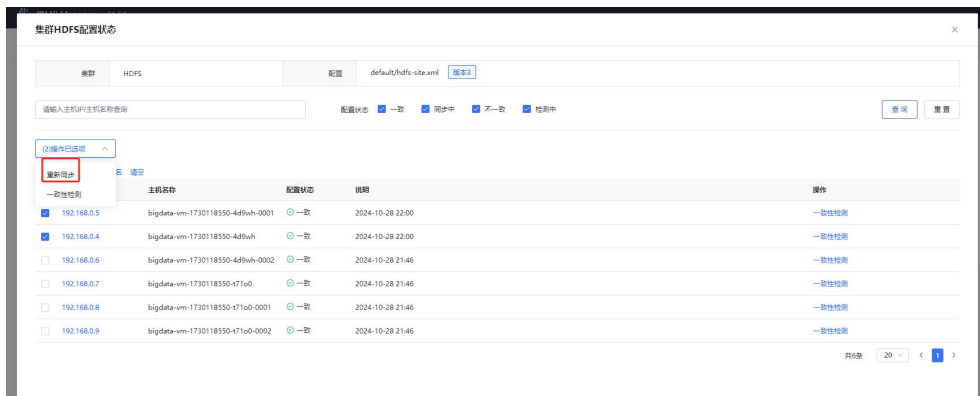 集群HDFS配置状态
集群 HDFS 配置 default/hdfs-site.xml 版本3
请输入主机IP/主机名称查询 配置状态 一致 同步中 不一致 检测中 查询 重置
(2)操作已选项
重新同步 名 清空
一致性检测 主机名称 配置状态 说明 操作
192.168.0.5 bigdata-vm-1730118550-4d9wh-0001 一致 2024-10-28 22:00 一致性检测
192.168.0.4 bigdata-vm-1730118550-4d9wh 一致 2024-10-28 22:00 一致性检测
192.168.0.6 bigdata-vm-1730118550-4d9wh-0002 一致 2024-10-28 21:46 一致性检测
192.168.0.7 bigdata-vm-1730118550-t71o0 一致 2024-10-28 21:46 一致性检测
192.168.0.8 bigdata-vm-1730118550-t71o0-0001 一致 2024-10-28 21:46 一致性检测
192.168.0.9 bigdata-vm-1730118550-t71o0-0002 一致 2024-10-28 21:46 一致性检测
共6条 20 1